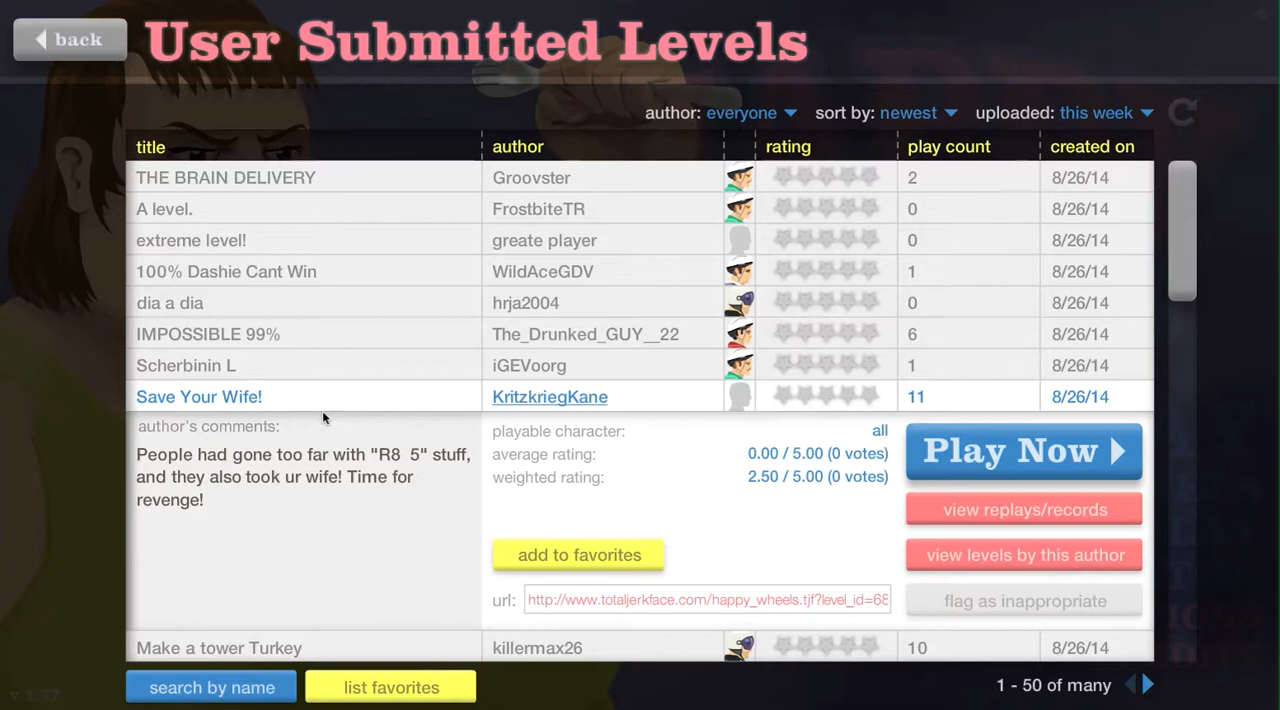 back
User Submitted Levels
author: everyone sort by: newest uploaded: this week
title author rating play count created on
THE BRAIN DELIVERY Groovster 2 8/26/14
A level. FrostbiteTR 0 8/26/14
extreme level! greate player 0 8/26/14
100% Dashie Cant Win WildAceGDV 1 8/26/14
dia a dia hrja2004 0 8/26/14
IMPOSSIBLE 99% The_Drunked_GUY__22 6 8/26/14
Scherbinin L iGEVoorg 1 8/26/14
Save Your Wife! KritzkriegKane 11 8/26/14
author's comments:
People had gone too far with "R8 5" stuff,
and they also took ur wife! Time for
revenge!
playable character: all
average rating: 0.00 / 5.00 (0 votes)
weighted rating: 2.50 / 5.00 (0 votes)
Play Now
view replays/records
add to favorites
view levels by this author
url: http://www.totaljerkface.com/happy_wheels.tjf?level_id=68
flag as inappropriate
Make a tower Turkey killermax26 10 8/26/14
search by name
list favorites
1 - 50 of many